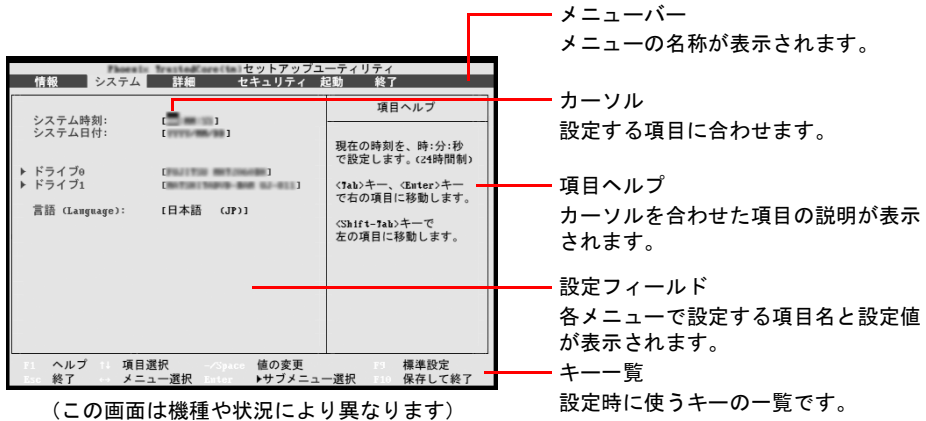 メニューバー
メニューの名称が表示されます。
セットアップユーティリティ
情報 システム 詳細 セキュリティ 起動 終了
システム時刻:
システム日付:
▶ ドライブ0
▶ ドライブ1
言語 (Language): [日本語 (JP)]
項目ヘルプ
現在の時刻を、時:分:秒
で設定します。(24時間制)
<Tab>キー、<Enter>キー
で右の項目に移動します。
<Shift-Tab>キーで
左の項目に移動します。
F1 ヘルプ ↑↓ 項目選択 -/Space 値の変更 F9 標準設定
Esc 終了 メニュー選択 Enter ▶サブメニュー選択 F10 保存して終了
カーソル
設定する項目に合わせます。
項目ヘルプ
カーソルを合わせた項目の説明が表示
されます。
設定フィールド
各メニューで設定する項目名と設定値
が表示されます。
キー一覧
設定時に使うキーの一覧です。
(この画面は機種や状況により異なります)